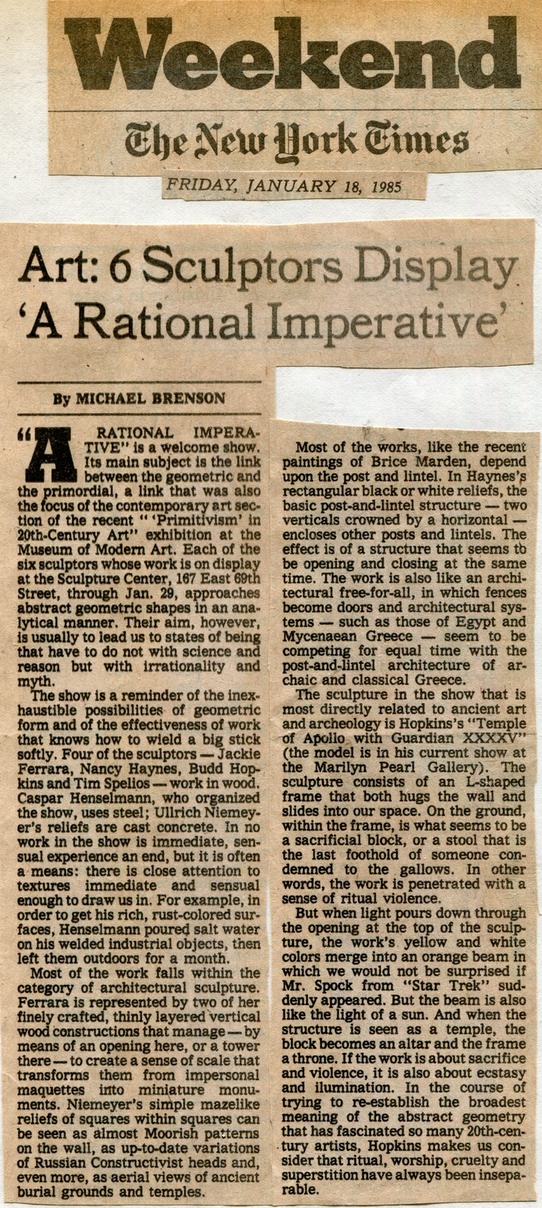 Weekend
The New York Times
FRIDAY, JANUARY 18, 1985
Art: 6 Sculptors Display
‘A Rational Imperative’
By MICHAEL BRENSON
“A RATIONAL IMPERA-
TIVE” is a welcome show.
Its main subject is the link
between the geometric and
the primordial, a link that was also
the focus of the contemporary art sec-
tion of the recent “ ‘Primitivism’ in
20th-Century Art” exhibition at the
Museum of Modern Art. Each of the
six sculptors whose work is on display
at the Sculpture Center, 167 East 69th
Street, through Jan. 29, approaches
abstract geometric shapes in an ana-
lytical manner. Their aim, however,
is usually to lead us to states of being
that have to do not with science and
reason but with irrationality and
myth.
The show is a reminder of the inex-
haustible possibilities of geometric
form and of the effectiveness of work
that knows how to wield a big stick
softly. Four of the sculptors — Jackie
Ferrara, Nancy Haynes, Budd Hop-
kins and Tim Spelios — work in wood.
Caspar Henselmann, who organized
the show, uses steel; Ullrich Niemey-
er’s reliefs are cast concrete. In no
work in the show is immediate, sen-
sual experience an end, but it is often
a means: there is close attention to
textures immediate and sensual
enough to draw us in. For example, in
order to get his rich, rust-colored sur-
faces, Henselmann poured salt water
on his welded industrial objects, then
left them outdoors for a month.
Most of the work falls within the
category of architectural sculpture.
Ferrara is represented by two of her
finely crafted, thinly layered vertical
wood constructions that manage — by
means of an opening here, or a tower
there — to create a sense of scale that
transforms them from impersonal
maquettes into miniature monu-
ments. Niemeyer’s simple mazelike
reliefs of squares within squares can
be seen as almost Moorish patterns
on the wall, as up-to-date variations
of Russian Constructivist heads and,
even more, as aerial views of ancient
burial grounds and temples.
Most of the works, like the recent
paintings of Brice Marden, depend
upon the post and lintel. In Haynes’s
rectangular black or white reliefs, the
basic post-and-lintel structure — two
verticals crowned by a horizontal —
encloses other posts and lintels. The
effect is of a structure that seems to
be opening and closing at the same
time. The work is also like an archi-
tectural free-for-all, in which fences
become doors and architectural sys-
tems — such as those of Egypt and
Mycenaean Greece — seem to be
competing for equal time with the
post-and-lintel architecture of ar-
chaic and classical Greece.
The sculpture in the show that is
most directly related to ancient art
and archeology is Hopkins’s “Temple
of Apollo with Guardian XXXXV”
(the model is in his current show at
the Marilyn Pearl Gallery). The
sculpture consists of an L-shaped
frame that both hugs the wall and
slides into our space. On the ground,
within the frame, is what seems to be
a sacrificial block, or a stool that is
the last foothold of someone con-
demned to the gallows. In other
words, the work is penetrated with a
sense of ritual violence.
But when light pours down through
the opening at the top of the sculp-
ture, the work’s yellow and white
colors merge into an orange beam in
which we would not be surprised if
Mr. Spock from “Star Trek” sud-
denly appeared. But the beam is also
like the light of a sun. And when the
structure is seen as a temple, the
block becomes an altar and the frame
a throne. If the work is about sacrifice
and violence, it is also about ecstasy
and ilumination. In the course of
trying to re-establish the broadest
meaning of the abstract geometry
that has fascinated so many 20th-cen-
tury artists, Hopkins makes us con-
sider that ritual, worship, cruelty and
superstition have always been insepa-
rable.